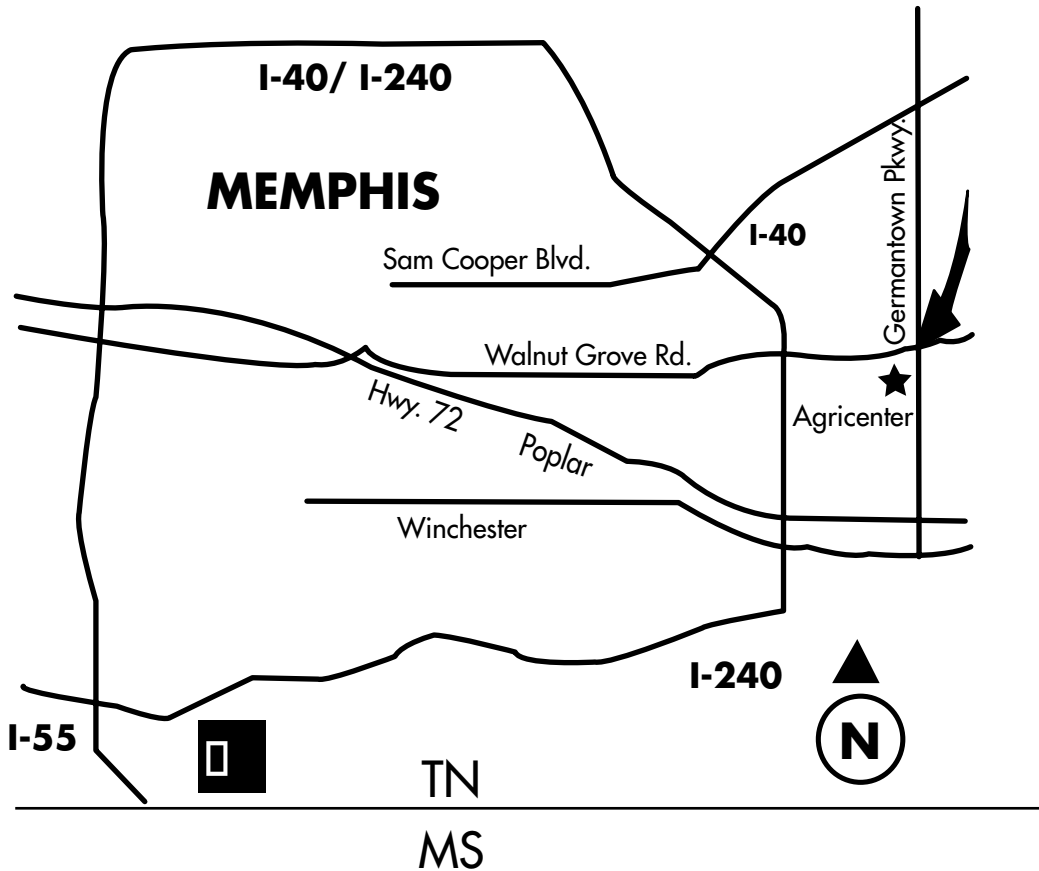 I-40/ I-240
MEMPHIS
Germantown Pkwy.
I-40
Sam Cooper Blvd.
Walnut Grove Rd.
Hwy. 72
Agricenter
Poplar
Winchester
I-240
I-55
N
TN
MS